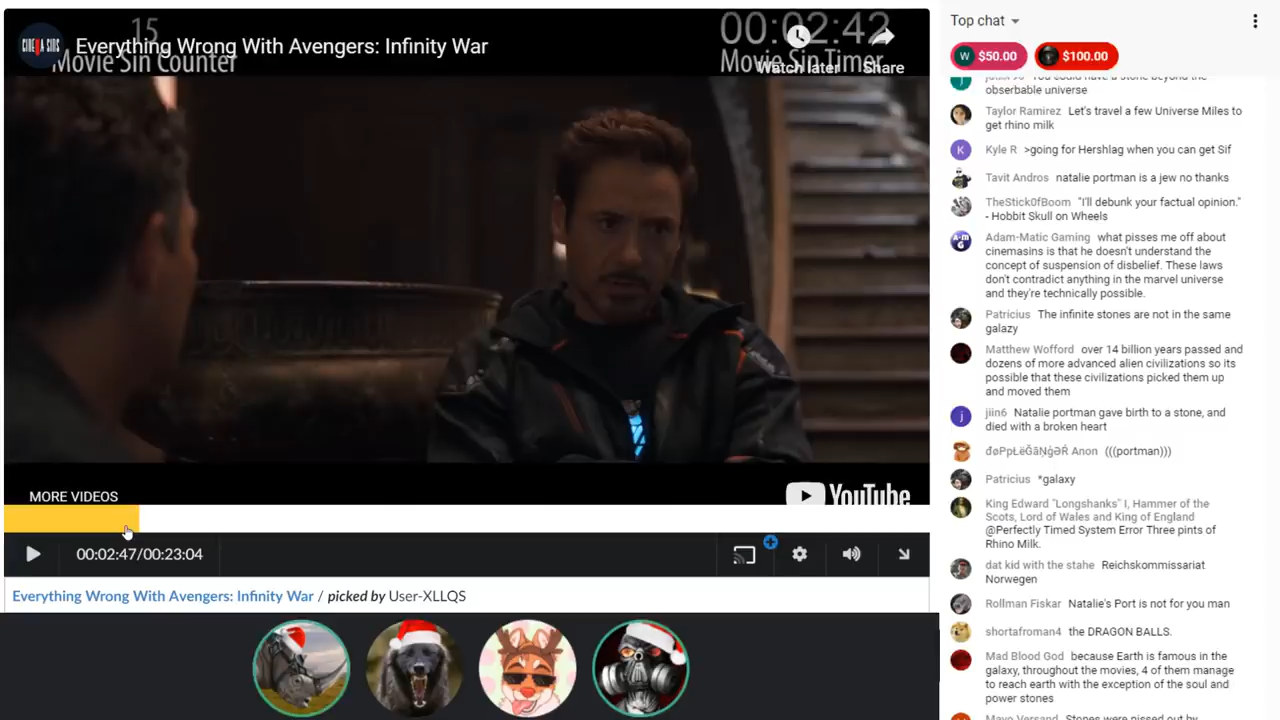 15
Movie Sin Counter
CINEMA SINS
Everything Wrong With Avengers: Infinity War
00:02:42
Movie Sin Timer
Watch later
Share
MORE VIDEOS
YouTube
00:02:47/00:23:04
Everything Wrong With Avengers: Infinity War / picked by User-XLLQS
Top chat
W $50.00
$100.00
You could have a stone beyond the
obserbable universe
Taylor Ramirez Let's travel a few Universe Miles to
get rhino milk
K Kyle R >going for Hershlag when you can get Sif
Tavit Andros natalie portman is a jew no thanks
TheStick0fBoom "I'll debunk your factual opinion."
- Hobbit Skull on Wheels
Adam-Matic Gaming what pisses me off about
cinemasins is that he doesn't understand the
concept of suspension of disbelief. These laws
don't contradict anything in the marvel universe
and they're technically possible.
Patricius The infinite stones are not in the same
galazy
Matthew Wofford over 14 billion years passed and
dozens of more advanced alien civilizations so its
possible that these civilizations picked them up
and moved them
j jiin6 Natalie portman gave birth to a stone, and
died with a broken heart
Anon (((portman)))
Patricius *galaxy
King Edward "Longshanks" I, Hammer of the
Scots, Lord of Wales and King of England
@Perfectly Timed System Error Three pints of
Rhino Milk.
dat kid with the stahe Reichskommissariat
Norwegen
Rollman Fiskar Natalie's Port is not for you man
shortafroman4 the DRAGON BALLS.
Mad Blood God because Earth is famous in the
galaxy, throughout the movies, 4 of them manage
to reach earth with the exception of the soul and
power stones
Mayo Versand Stones were pissed out by